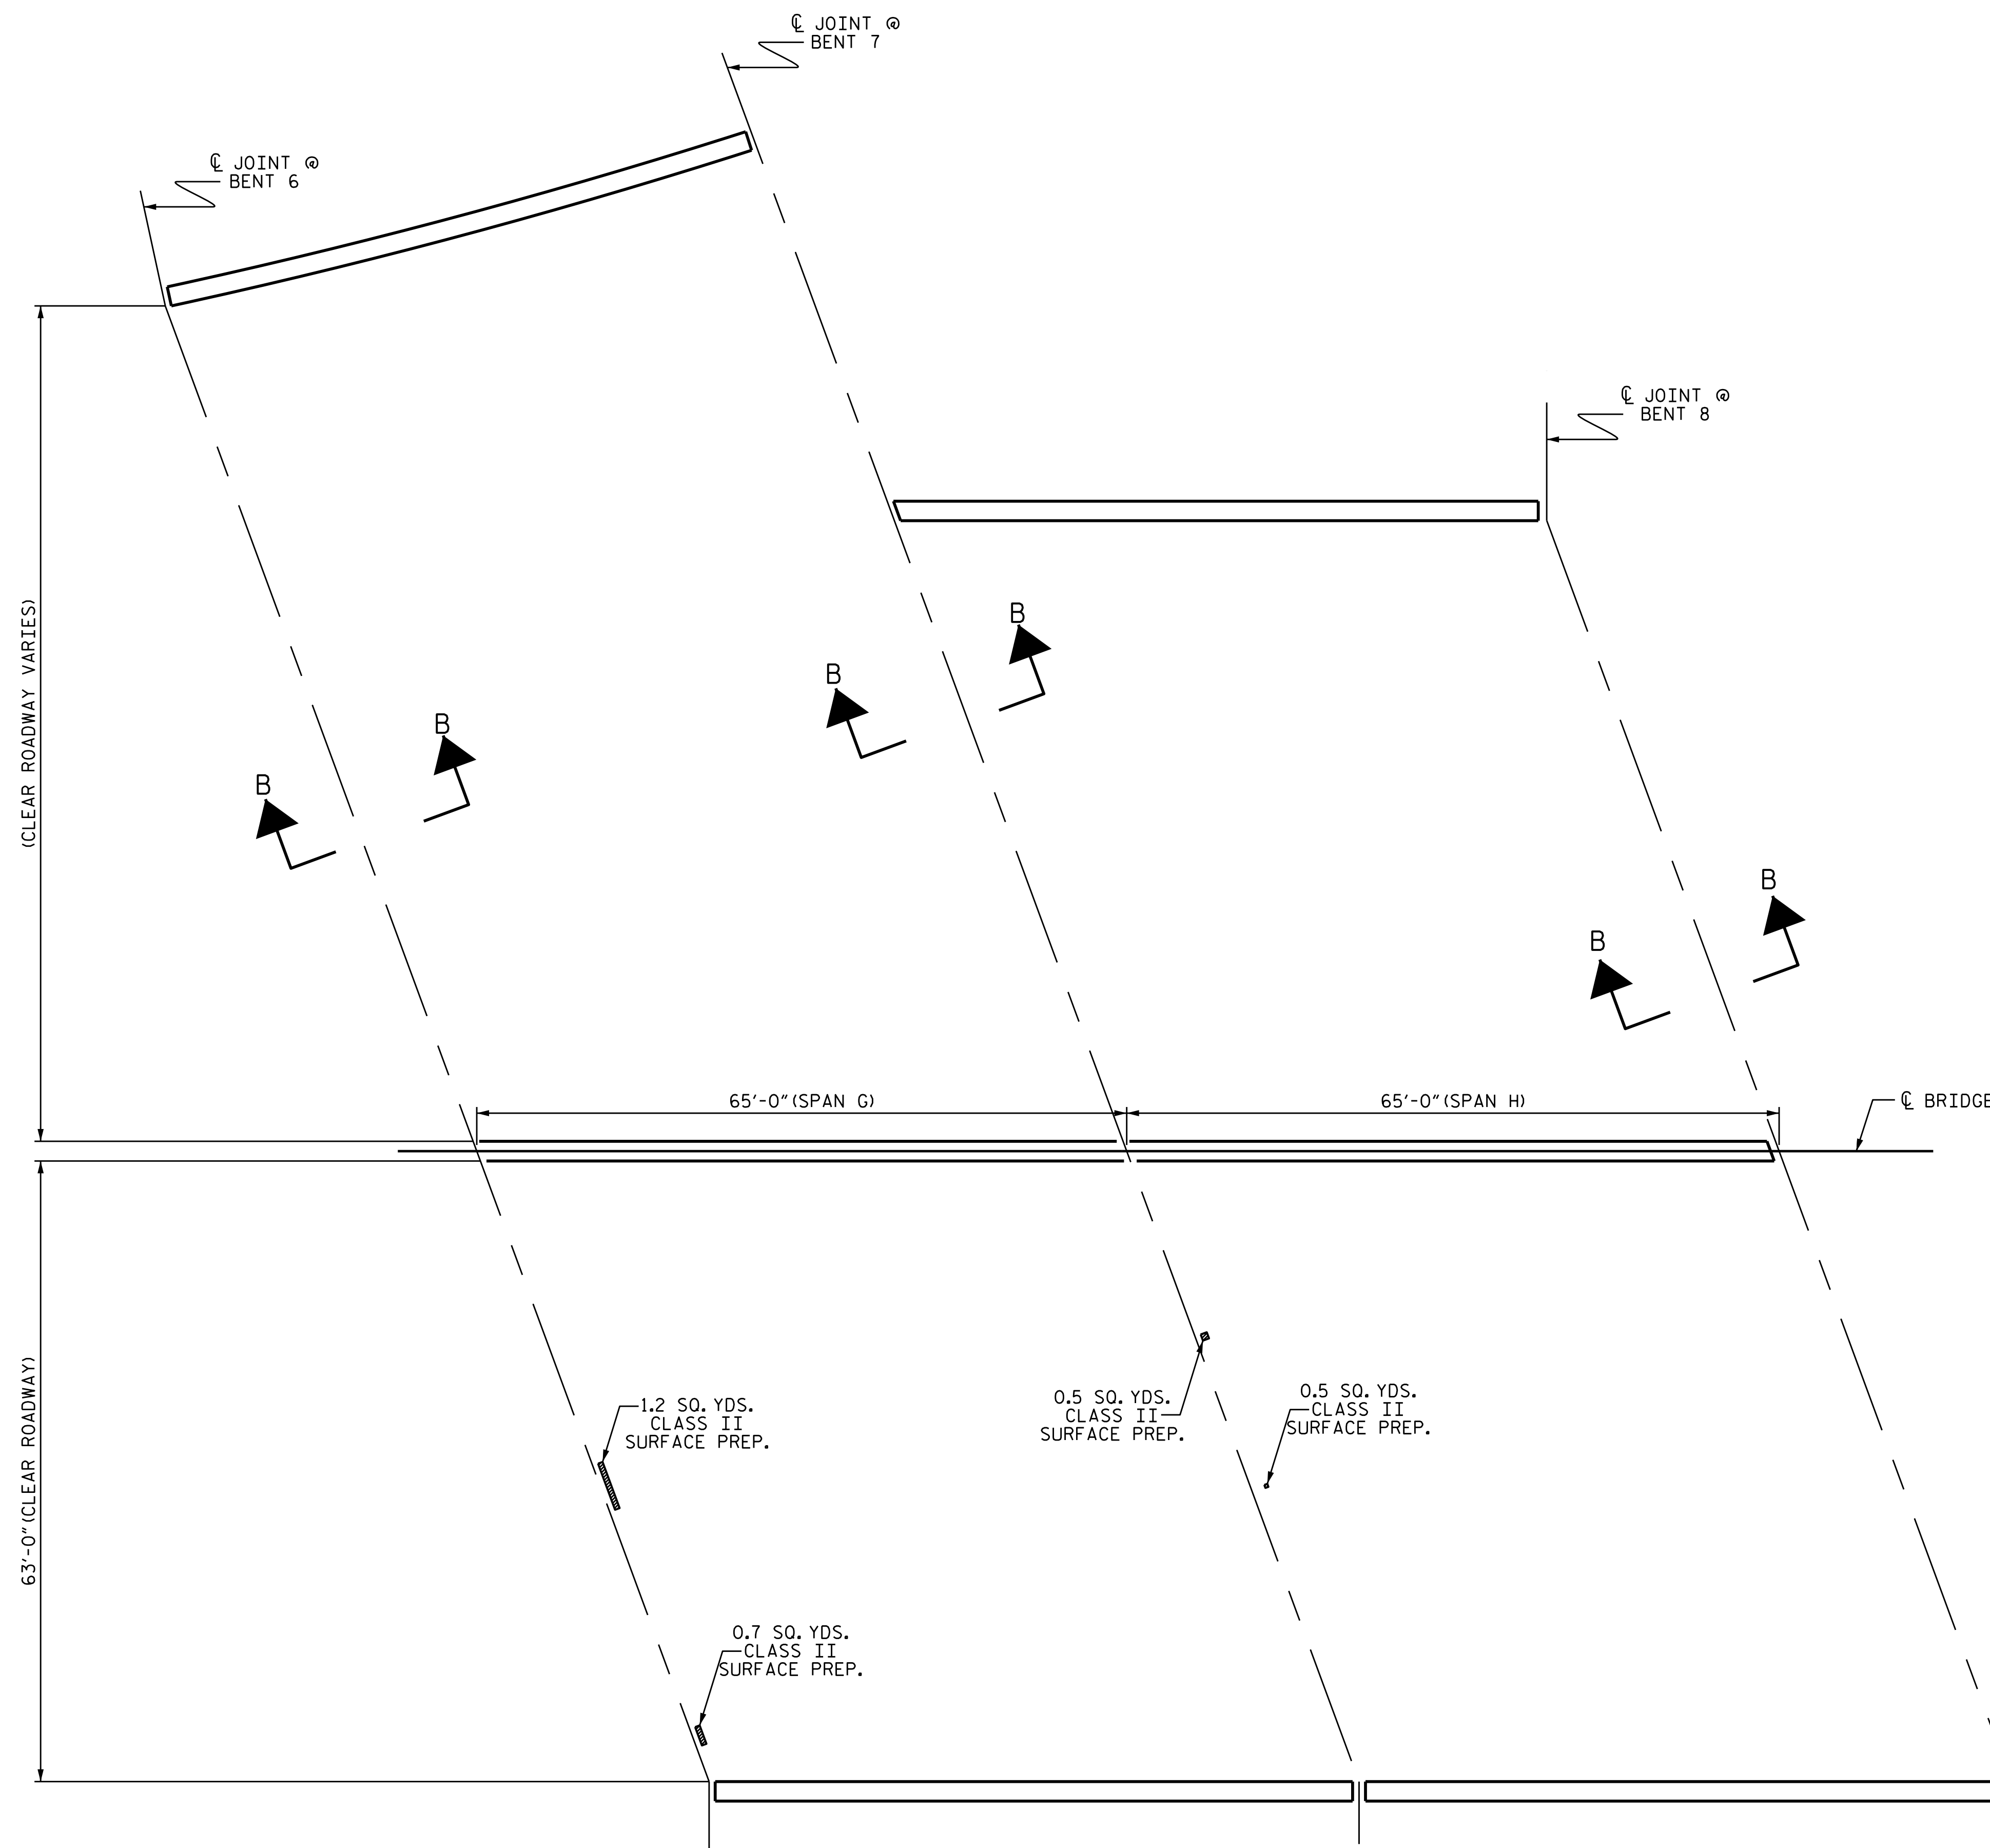 ℄ JOINT @
BENT 7
℄ JOINT @
BENT 6
℄ JOINT @
BENT 8
(CLEAR ROADWAY VARIES)
B
B
B
B
B
B
65'-0" (SPAN G)
65'-0" (SPAN H)
℄ BRIDGE
63'-0" (CLEAR ROADWAY)
1.2 SQ. YDS.
CLASS II
SURFACE PREP.
0.5 SQ. YDS.
CLASS II
SURFACE PREP.
0.5 SQ. YDS.
CLASS II
SURFACE PREP.
0.7 SQ. YDS.
CLASS II
SURFACE PREP.